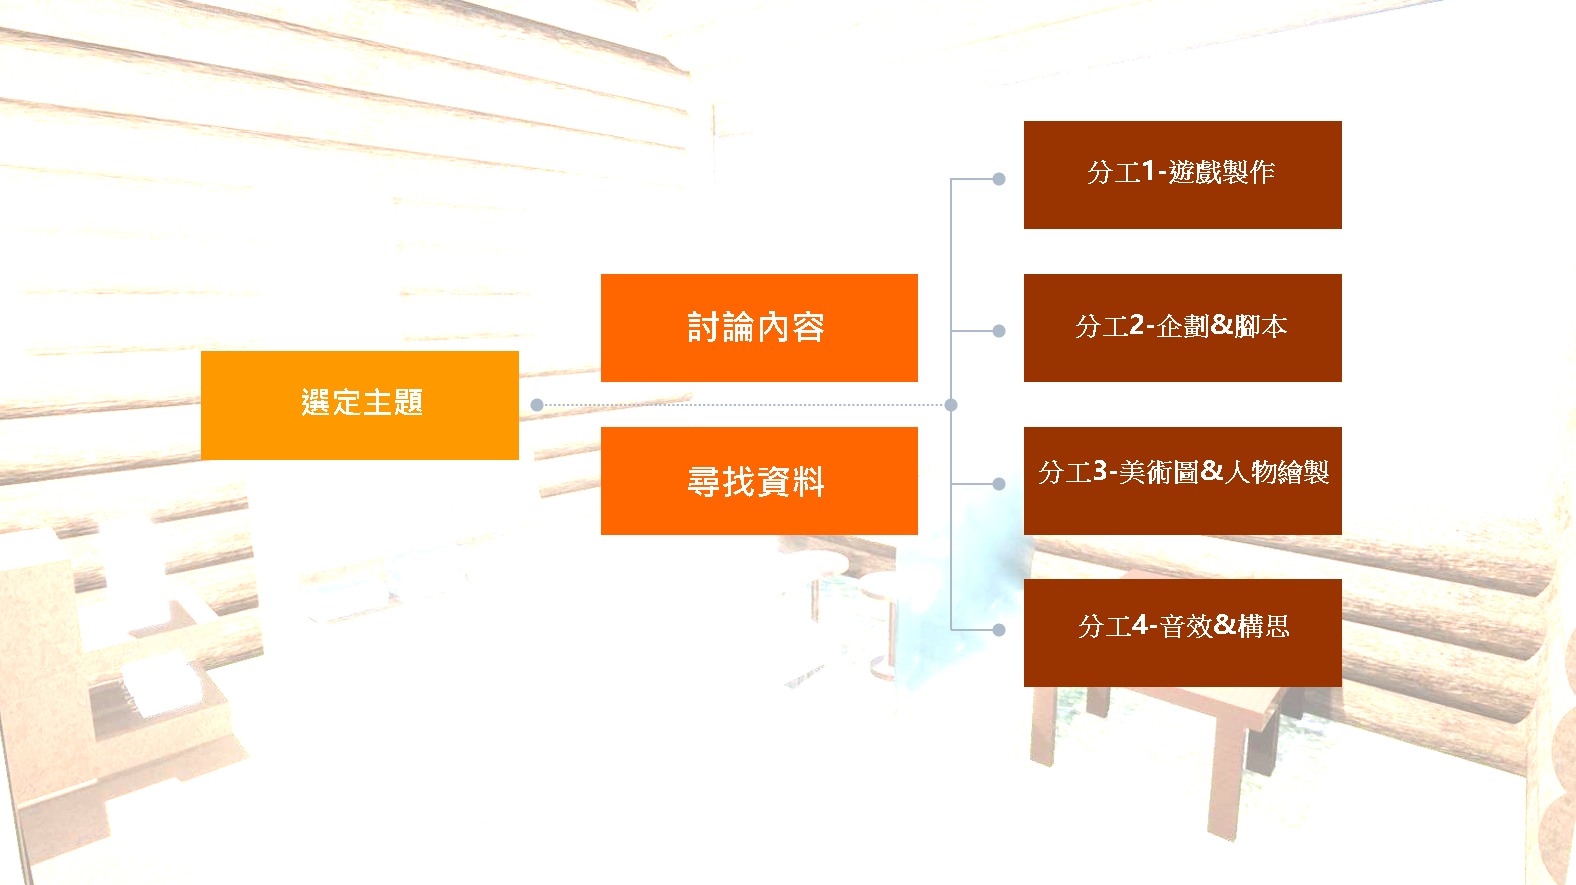 選定主題
討論內容
尋找資料
分工1-遊戲製作
分工2-企劃&腳本
分工3-美術圖&人物繪製
分工4-音效&構思